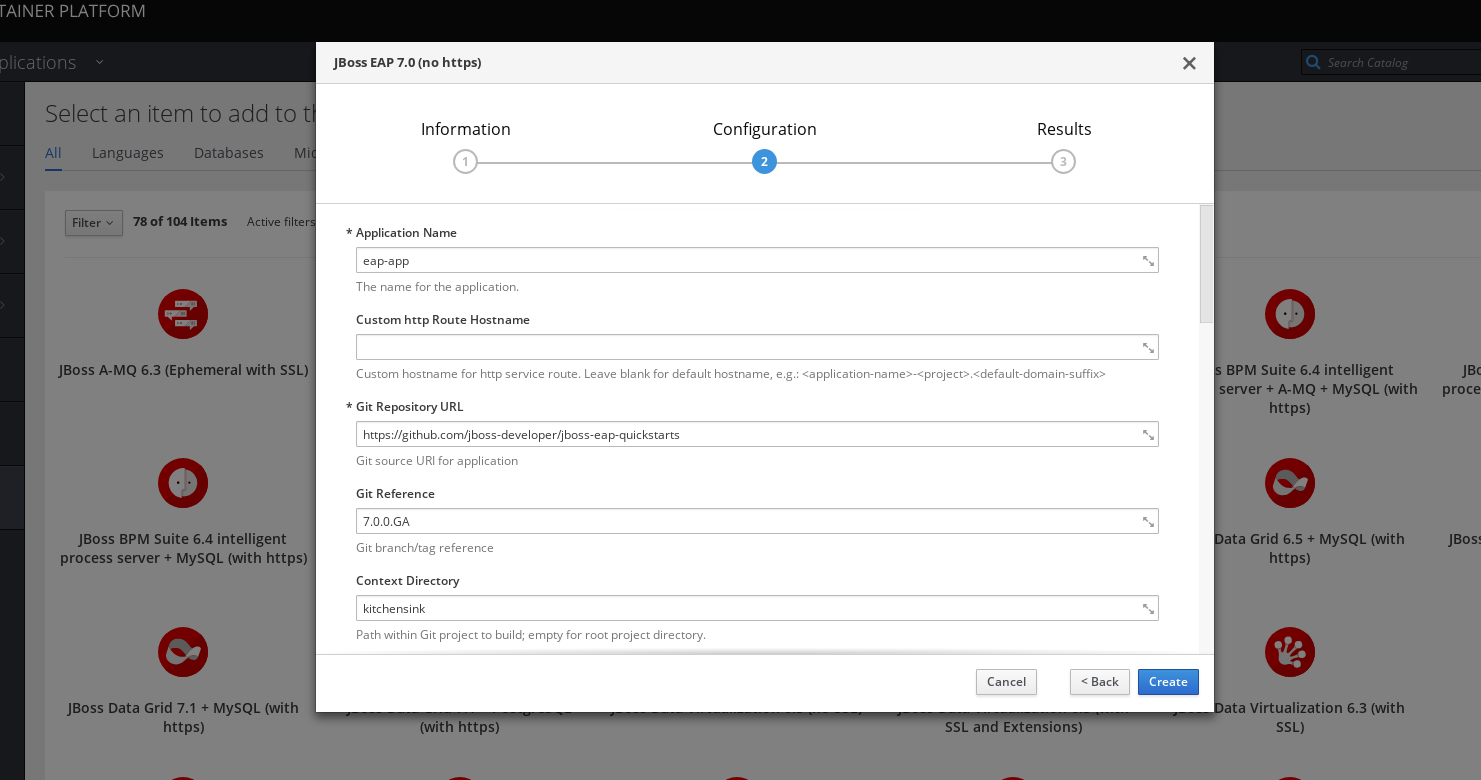 TAINER PLATFORM
plications
Search Catalog
Select an item to add to th
All Languages Databases Mic
Filter 78 of 104 Items Active filters
JBoss A-MQ 6.3 (Ephemeral with SSL)
JBoss BPM Suite 6.4 intelligent
process server + MySQL (with https)
JBoss Data Grid 7.1 + MySQL (with
https)
JBoss EAP 7.0 (no https)
Information Configuration Results
1 2 3
* Application Name
eap-app
The name for the application.
Custom http Route Hostname
Custom hostname for http service route. Leave blank for default hostname, e.g.: <application-name>-<project>.<default-domain-suffix>
* Git Repository URL
https://github.com/jboss-developer/jboss-eap-quickstarts
Git source URI for application
Git Reference
7.0.0.GA
Git branch/tag reference
Context Directory
kitchensink
Path within Git project to build; empty for root project directory.
Cancel < Back Create
(with https)
SSL and Extensions)
s BPM Suite 6.4 intelligent
server + A-MQ + MySQL (with
https)
JBo
proce
Data Grid 6.5 + MySQL (with
https)
JBoss
Data Virtualization 6.3 (with
SSL)